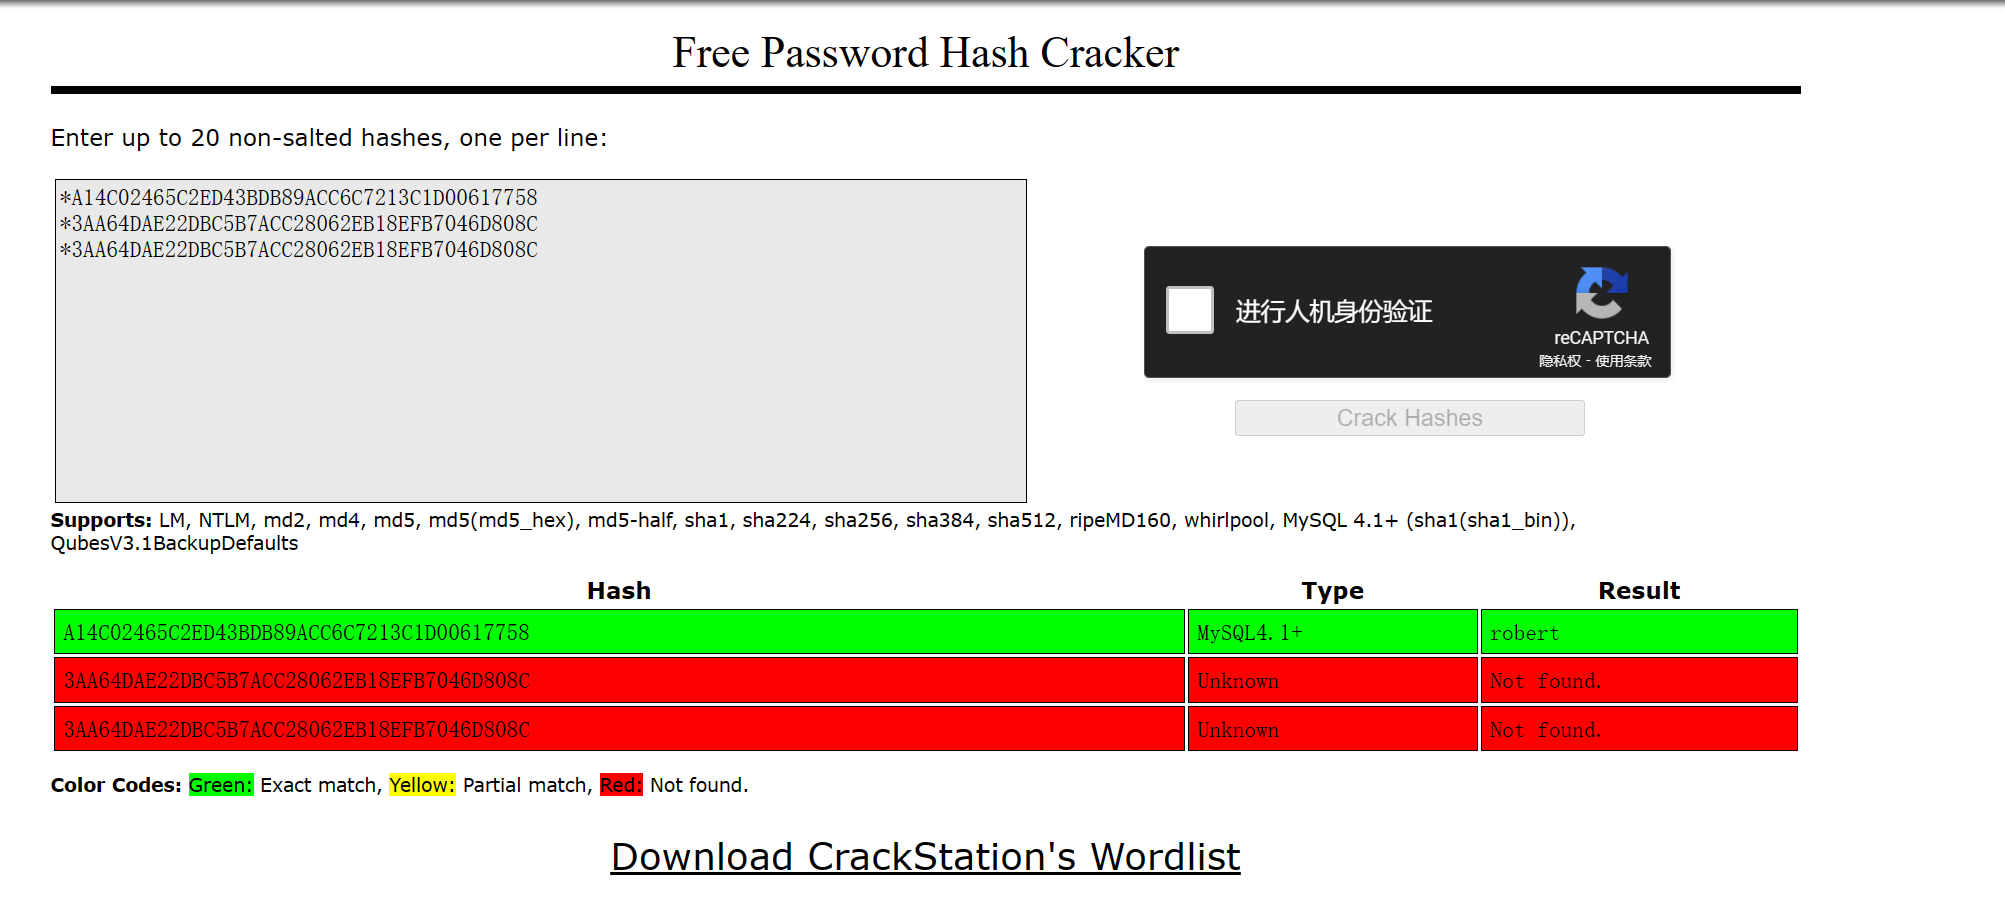 Free Password Hash Cracker
Enter up to 20 non-salted hashes, one per line:
*A14C02465C2ED43BDB89ACC6C7213C1D00617758
*3AA64DAE22DBC5B7ACC28062EB18EFB7046D808C
*3AA64DAE22DBC5B7ACC28062EB18EFB7046D808C
进行人机身份验证
reCAPTCHA
隐私权 - 使用条款
Crack Hashes
Supports: LM, NTLM, md2, md4, md5, md5(md5_hex), md5-half, sha1, sha224, sha256, sha384, sha512, ripeMD160, whirlpool, MySQL 4.1+ (sha1(sha1_bin)),
QubesV3.1BackupDefaults
Hash Type Result
A14C02465C2ED43BDB89ACC6C7213C1D00617758 MySQL4.1+ robert
3AA64DAE22DBC5B7ACC28062EB18EFB7046D808C Unknown Not found.
3AA64DAE22DBC5B7ACC28062EB18EFB7046D808C Unknown Not found.
Color Codes: Green: Exact match, Yellow: Partial match, Red: Not found.
Download CrackStation's Wordlist